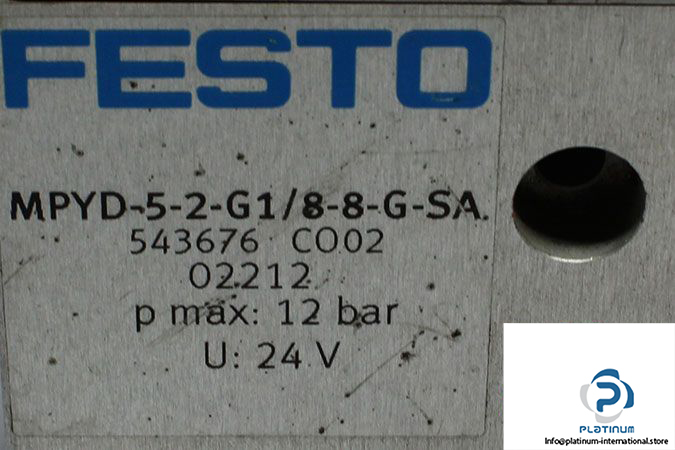 FESTO
MPYD-5-2-G1/8-8-G-SA
543676 CO02
02212
p max: 12 bar
U: 24 V
PLATINUM
Info@platinum-international.store